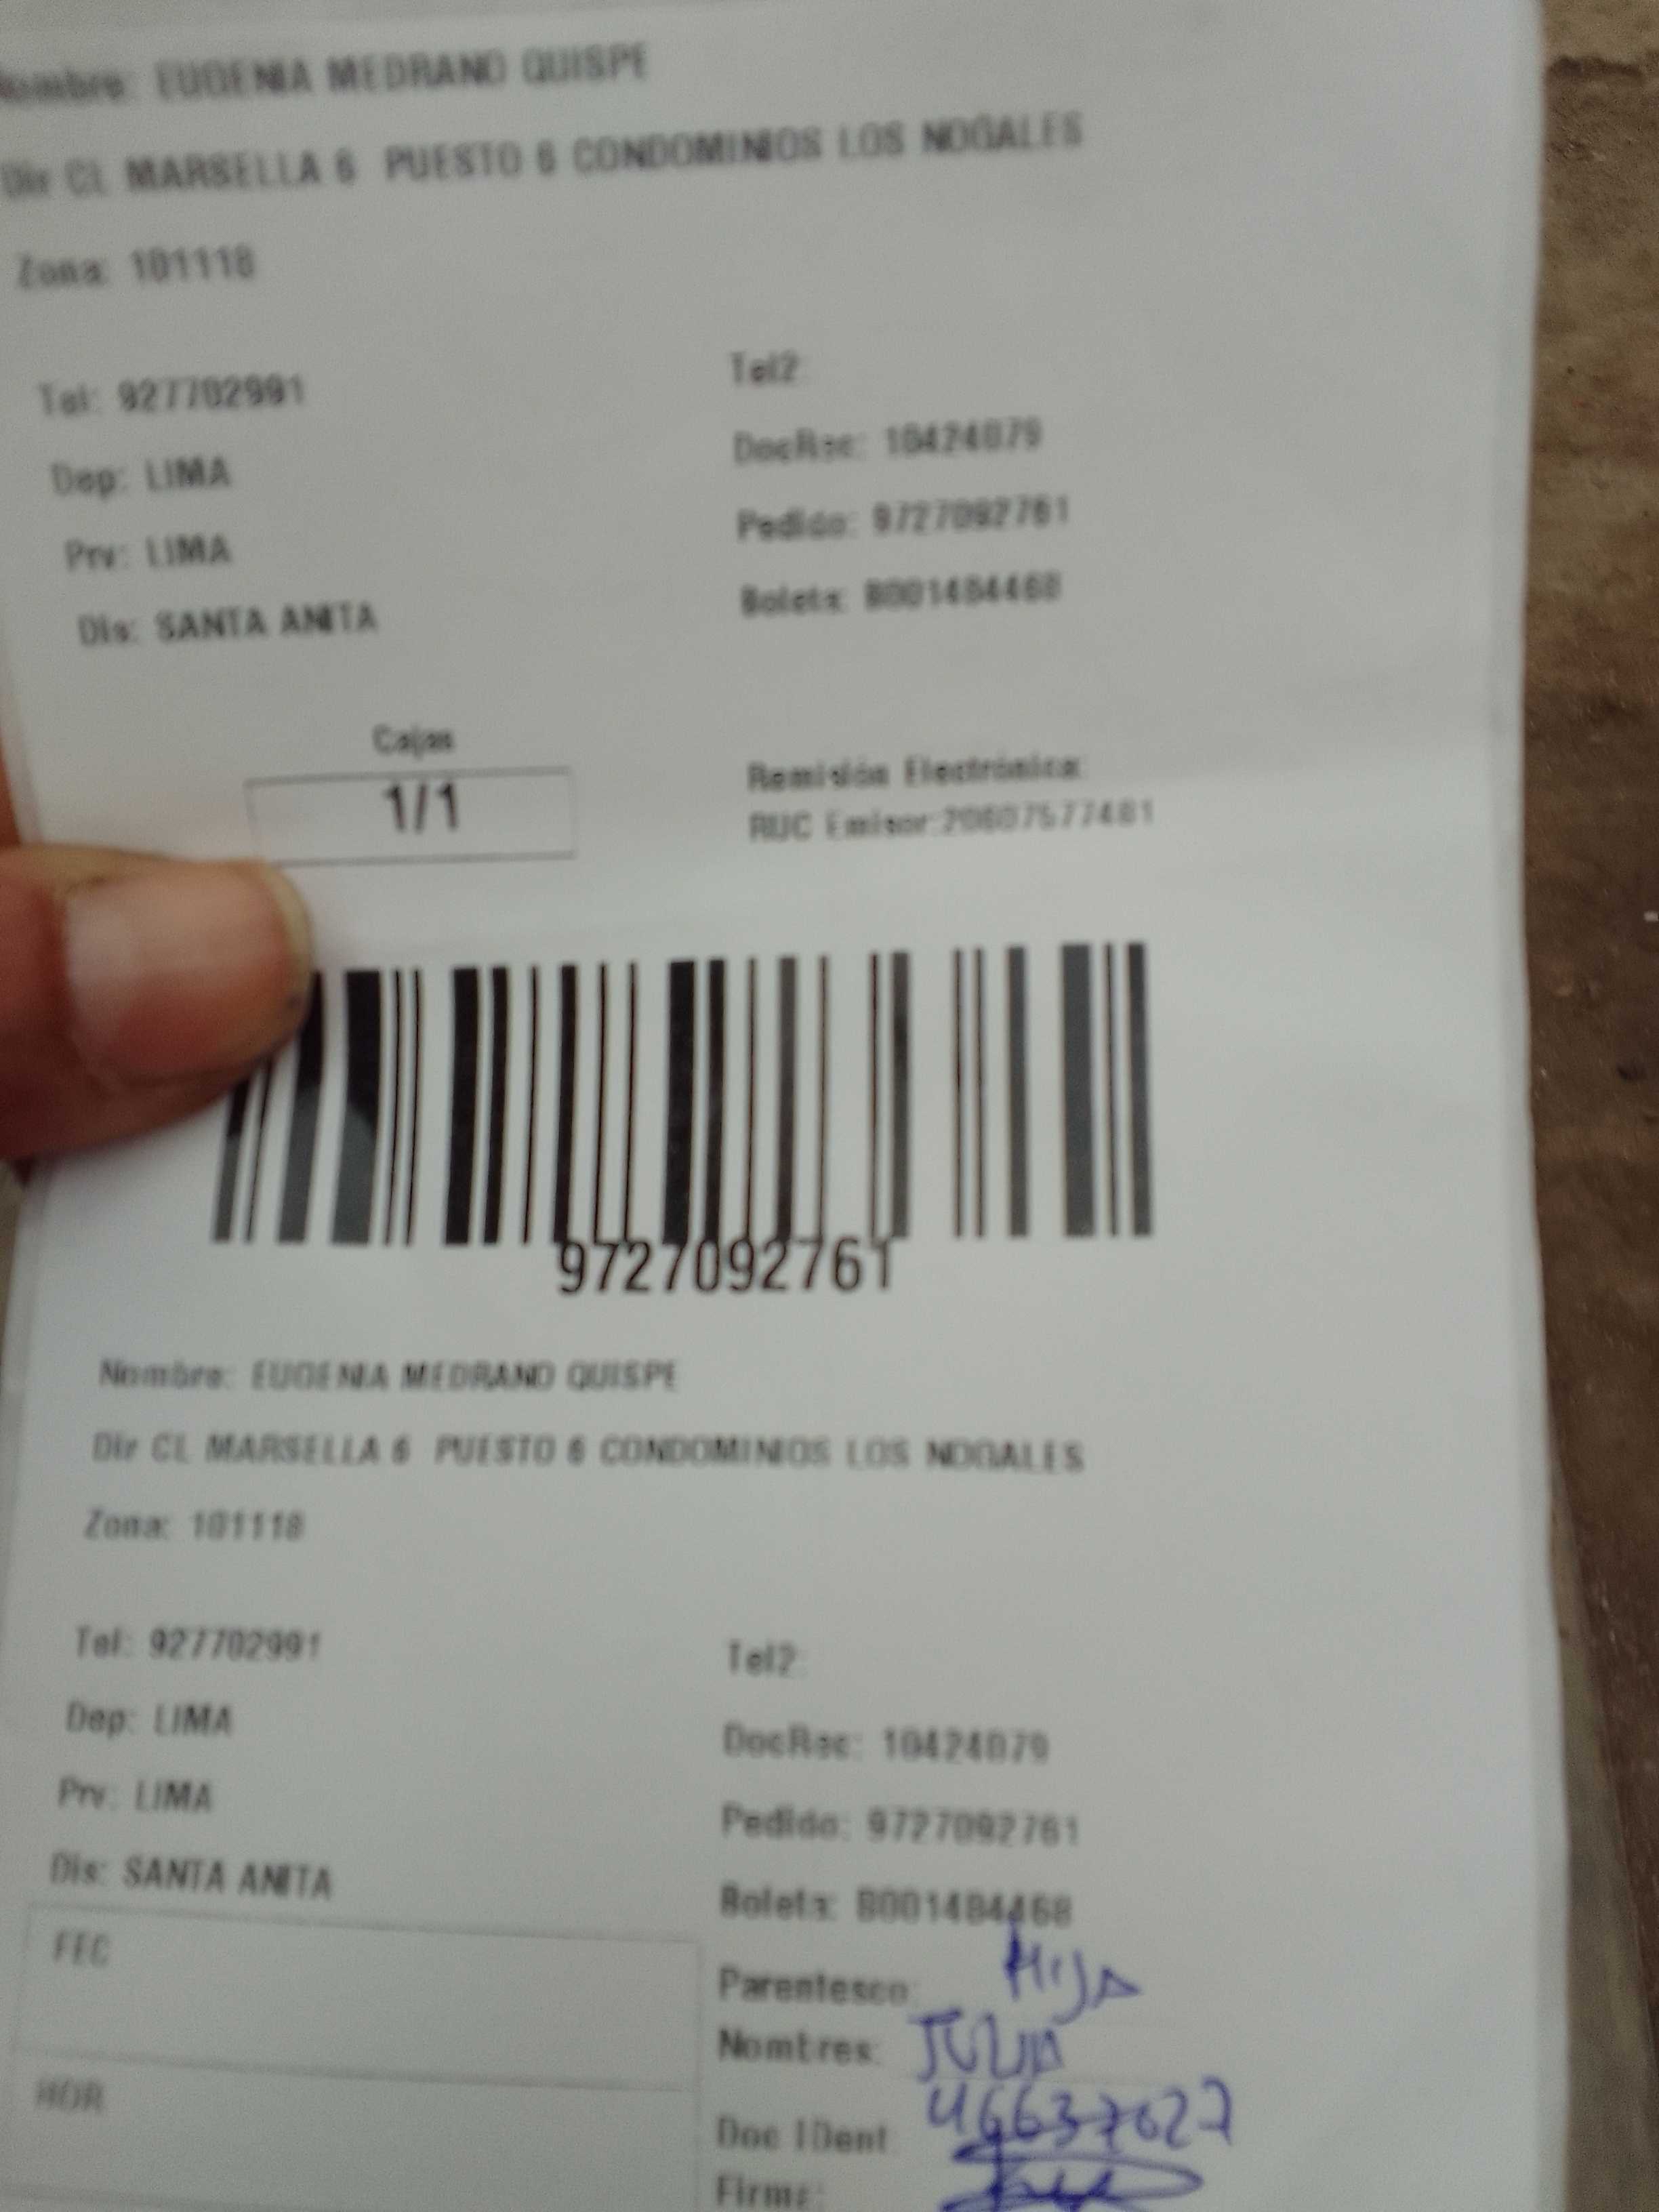 Nombre: EUGENIA MEDRANO QUISPE
Dir CL MARSELLA 6 PUESTO 6 CONDOMINIOS LOS NOGALES
Zona: 101118
Tel: 927702991
Tel2:
DocRec: 10424079
Dep: LIMA
Pedido: 9727092761
Prv: LIMA
Boleta: B001484468
Dis: SANTA ANITA
Cajas
1/1
Remisión Electrónica:
RUC Emisor:20607577481
9727092761
Nombre: EUGENIA MEDRANO QUISPE
Dir CL MARSELLA 6 PUESTO 6 CONDOMINIOS LOS NOGALES
Zona: 101118
Tel: 927702991
Tel2:
Dep: LIMA
DocRec: 10424079
Prv: LIMA
Pedido: 9727092761
Dis: SANTA ANITA
Boleta: B001484468
FEC
Parentesco: HIJA
Nombres: JULIA
HOR
Doc IDent: 46637627
Firma: